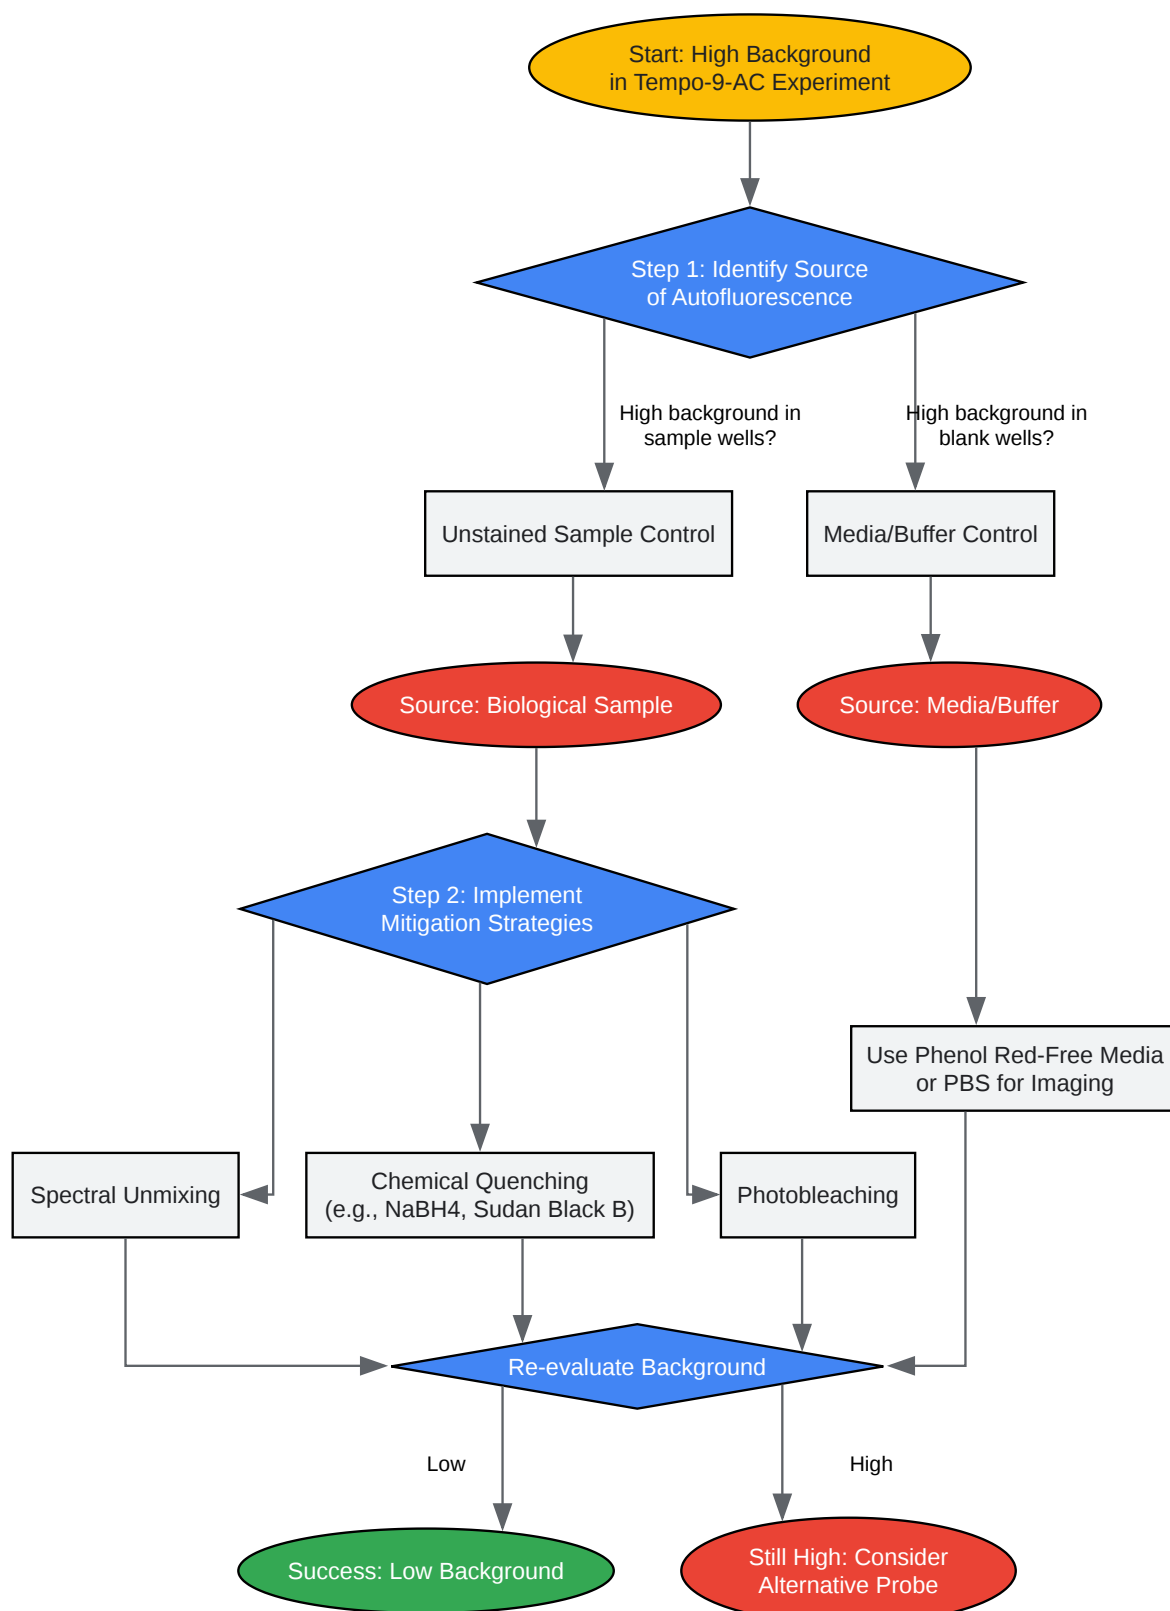 Start: High Background
in Tempo-9-AC Experiment
Step 1: Identify Source
of Autofluorescence
High background in
sample wells?
High background in
blank wells?
Unstained Sample Control
Media/Buffer Control
Source: Biological Sample
Source: Media/Buffer
Step 2: Implement
Mitigation Strategies
Use Phenol Red-Free Media
or PBS for Imaging
Spectral Unmixing
Chemical Quenching
(e.g., NaBH4, Sudan Black B)
Photobleaching
Re-evaluate Background
Low
High
Success: Low Background
Still High: Consider
Alternative Probe